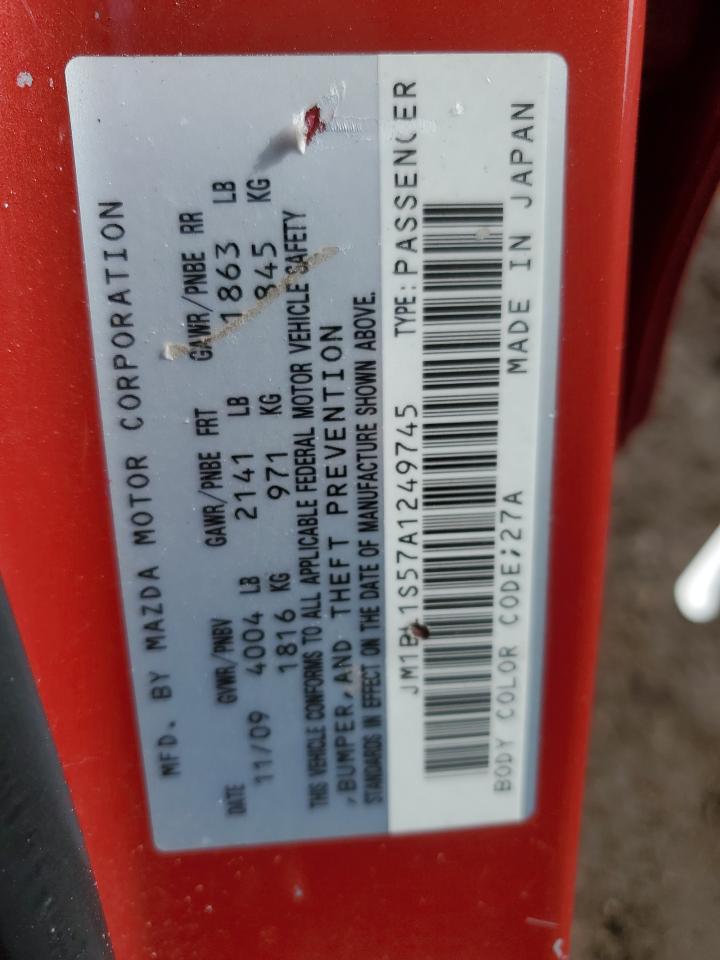 MFD. BY MAZDA MOTOR CORPORATION
DATE GVWR/PNBV GAWR/PNBE FRT GAWR/PNBE RR
11/09 4004 LB 2141 LB 1863 LB
1816 KG 971 KG 845 KG
THIS VEHICLE CONFORMS TO ALL APPLICABLE FEDERAL MOTOR VEHICLE SAFETY
,BUMPER,AND THEFT PREVENTION
STANDARDS IN EFFECT ON THE DATE OF MANUFACTURE SHOWN ABOVE.
JM1BL1S57A1249745 TYPE:PASSENGER
BODY COLOR CODE;27A MADE IN JAPAN